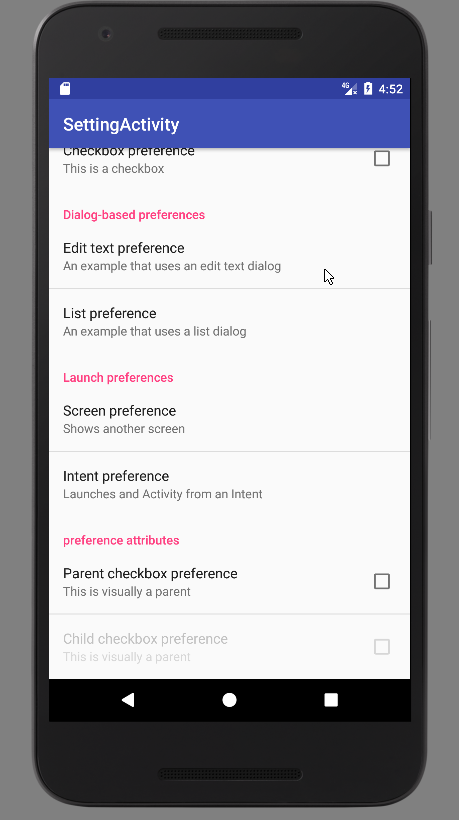 4G
4:52
SettingActivity
Checkbox preference
This is a checkbox
Dialog-based preferences
Edit text preference
An example that uses an edit text dialog
List preference
An example that uses a list dialog
Launch preferences
Screen preference
Shows another screen
Intent preference
Launches and Activity from an Intent
preference attributes
Parent checkbox preference
This is visually a parent
Child checkbox preference
This is visually a parent